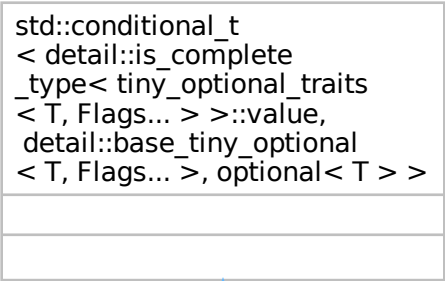 std::conditional_t
< detail::is_complete
_type< tiny_optional_traits
< T, Flags... > >::value,
detail::base_tiny_optional
< T, Flags... >, optional< T > >